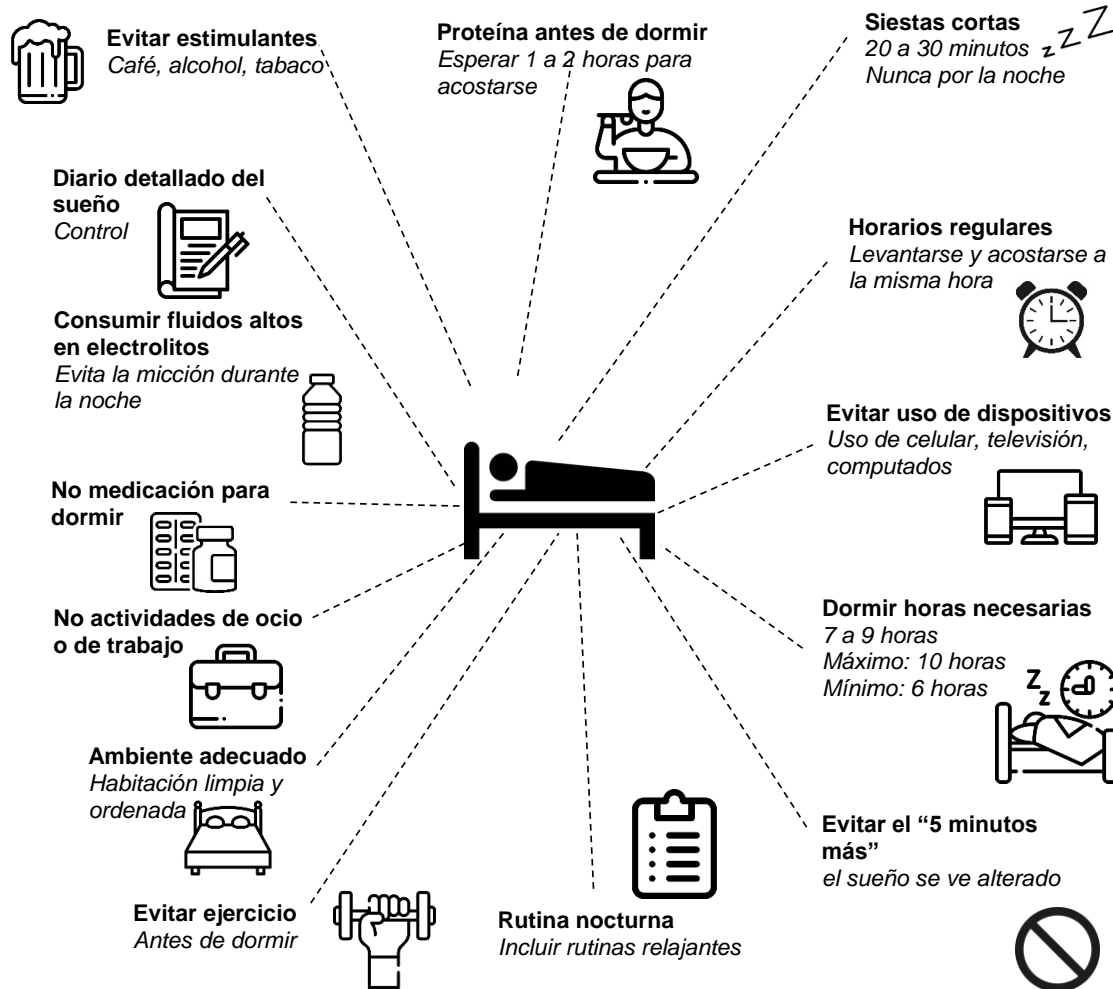 Evitar estimulantes
Café, alcohol, tabaco
Proteína antes de dormir
Esperar 1 a 2 horas para
acostarse
Siestas cortas
20 a 30 minutos
Nunca por la noche
z Z Z
Diario detallado del
sueño
Control
Horarios regulares
Levantarse y acostarse a
la misma hora
Consumir fluidos altos
en electrolitos
Evita la micción durante
la noche
Evitar uso de dispositivos
Uso de celular, televisión,
computados
No medicación para
dormir
No actividades de ocio
o de trabajo
Dormir horas necesarias
7 a 9 horas
Máximo: 10 horas
Mínimo: 6 horas
Z z
Ambiente adecuado
Habitación limpia y
ordenada
Evitar el “5 minutos
más”
el sueño se ve alterado
Evitar ejercicio
Antes de dormir
Rutina nocturna
Incluir rutinas relajantes